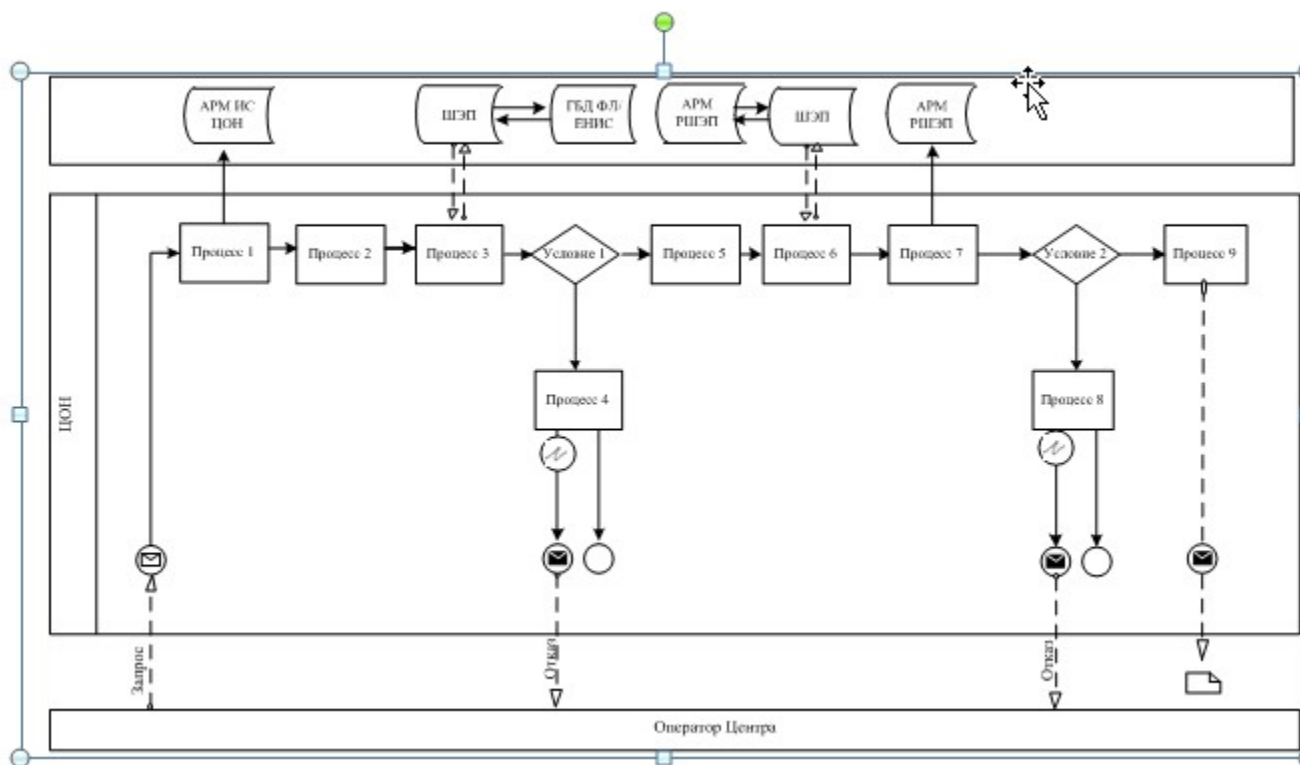 АРМ ИС
ЦОН
ШЭП
ГБД ФЛ/
ЕНИС
АРМ
РШЭП
ШЭП
АРМ
РШЭП
Процесс 1
Процесс 2
Процесс 3
Условие 1
Процесс 5
Процесс 6
Процесс 7
Условие 2
Процесс 9
Процесс 4
Процесс 8
ЦОН
Запрос
Отказ
Отказ
Оператор Центра